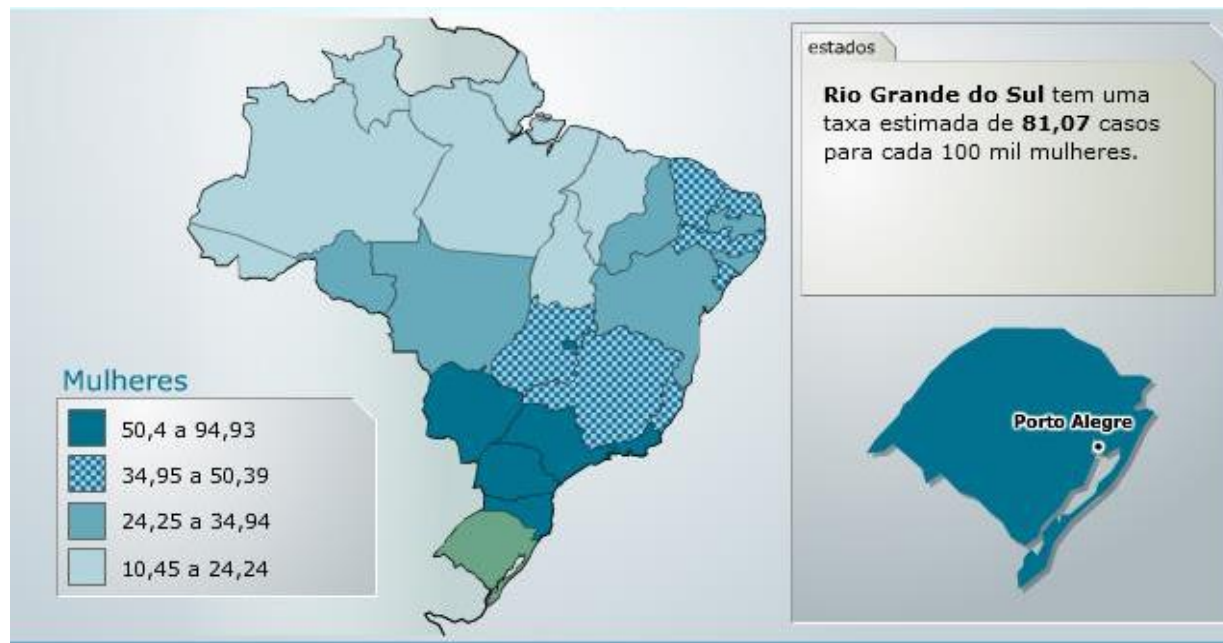 estados
Rio Grande do Sul tem uma
taxa estimada de 81,07 casos
para cada 100 mil mulheres.
Mulheres
50,4 a 94,93
34,95 a 50,39
24,25 a 34,94
10,45 a 24,24
Porto Alegre